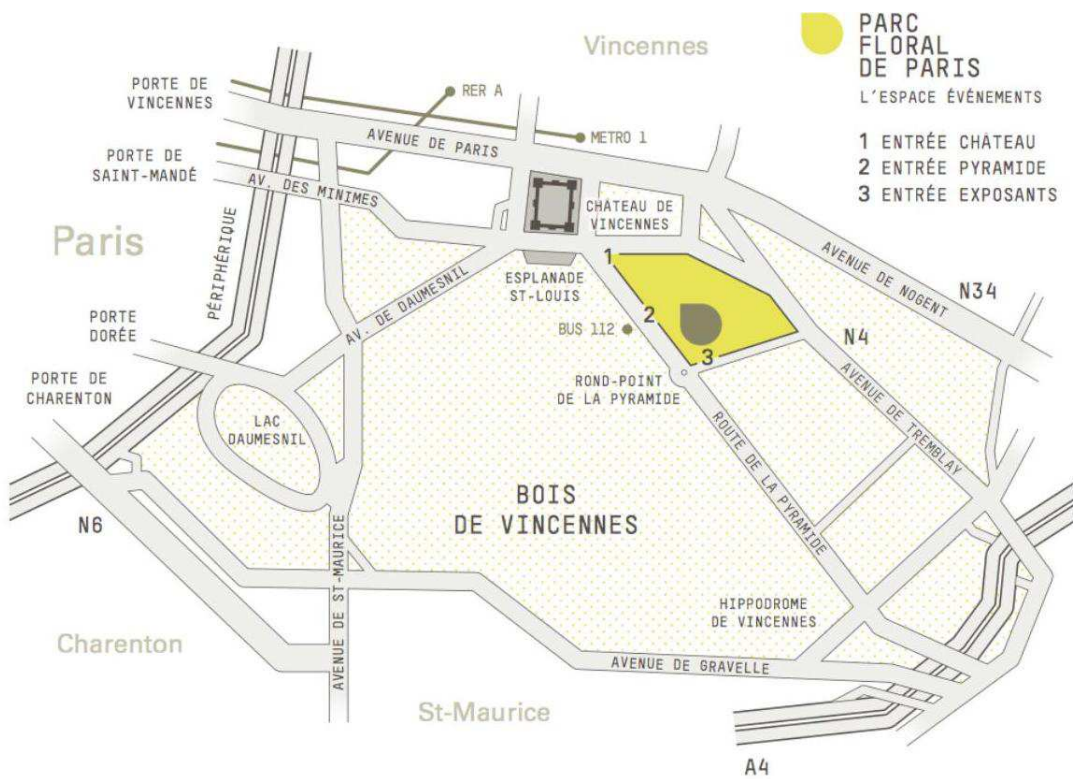 Vincennes
PARC
FLORAL
DE PARIS
L'ESPACE ÉVÉNEMENTS
1 ENTRÉE CHÂTEAU
2 ENTRÉE PYRAMIDE
3 ENTRÉE EXPOSANTS
PORTE DE
VINCENNES
RER A
METRO 1
AVENUE DE PARIS
PORTE DE
SAINT-MANDÉ
AV. DES MINIMES
CHÂTEAU DE
VINCENNES
Paris
PÉRIPHÉRIQUE
AVENUE DE NOGENT
N34
1
ESPLANADE
ST-LOUIS
AV. DE DAUMESNIL
2
BUS 112
3
N4
PORTE
DORÉE
PORTE DE
CHARENTON
ROND-POINT
DE LA PYRAMIDE
AVENUE DE TREMBLAY
LAC
DAUMESNIL
ROUTE DE LA PYRAMIDE
BOIS
DE VINCENNES
N6
AVENUE DE ST-MAURICE
HIPPODROME
DE VINCENNES
Charenton
AVENUE DE GRAVELLE
St-Maurice
A4